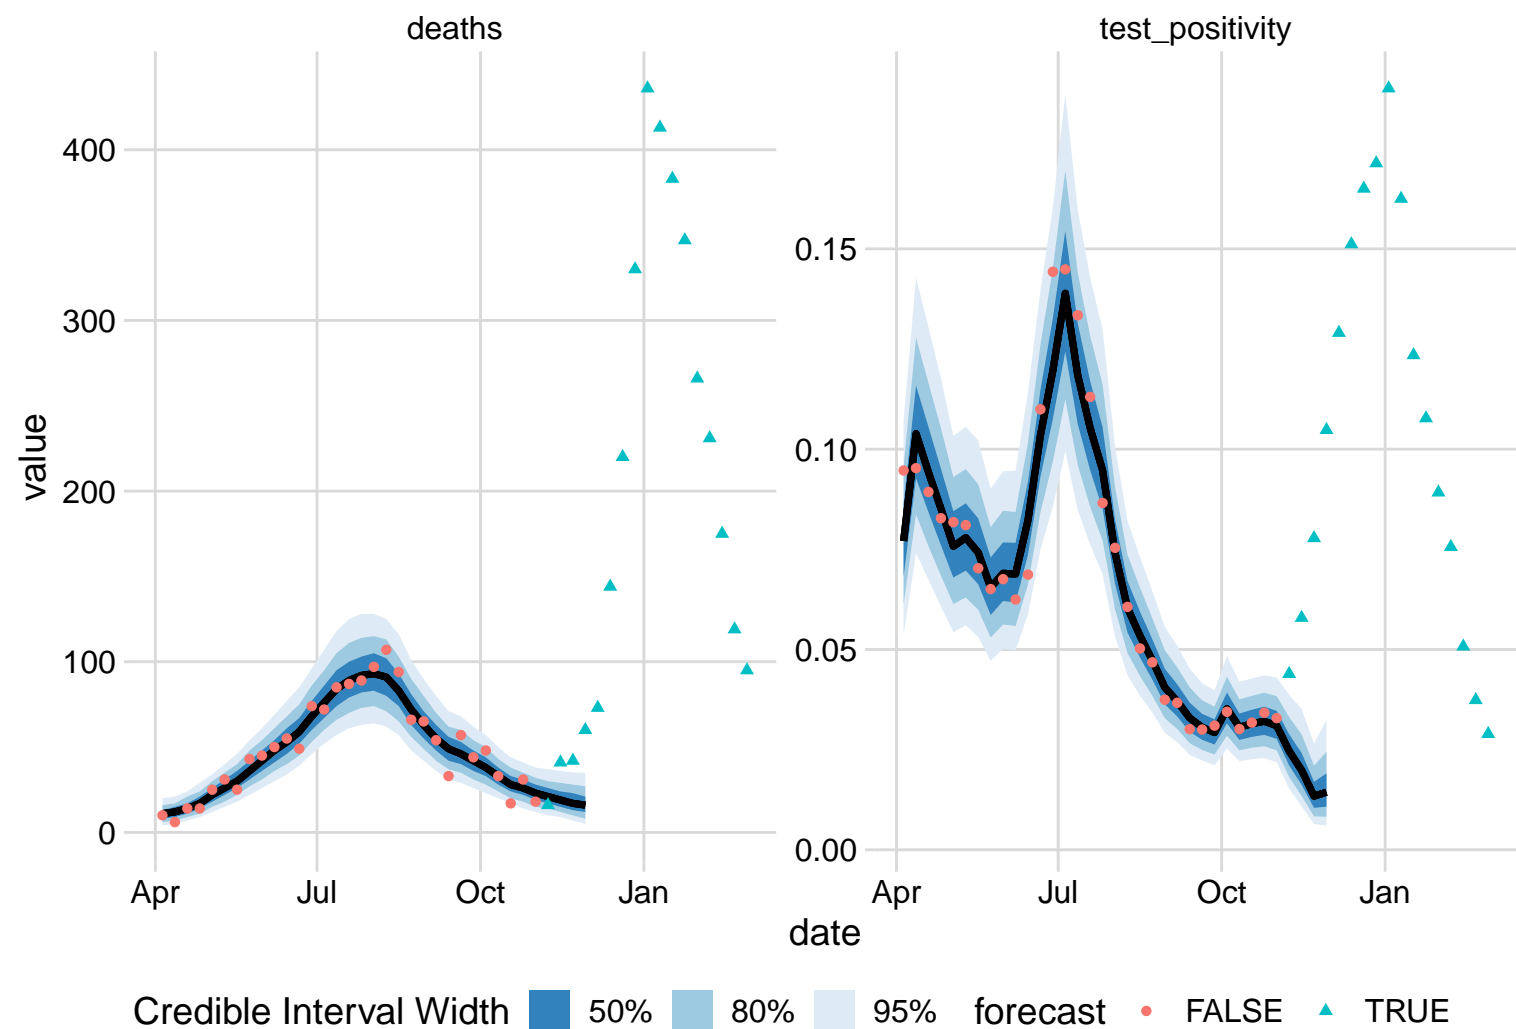 deaths
test_positivity
value
400
300
200
100
0
0.15
0.10
0.05
0.00
Apr Jul Oct Jan
Apr Jul Oct Jan
date
Credible Interval Width 50% 80% 95% forecast FALSE TRUE